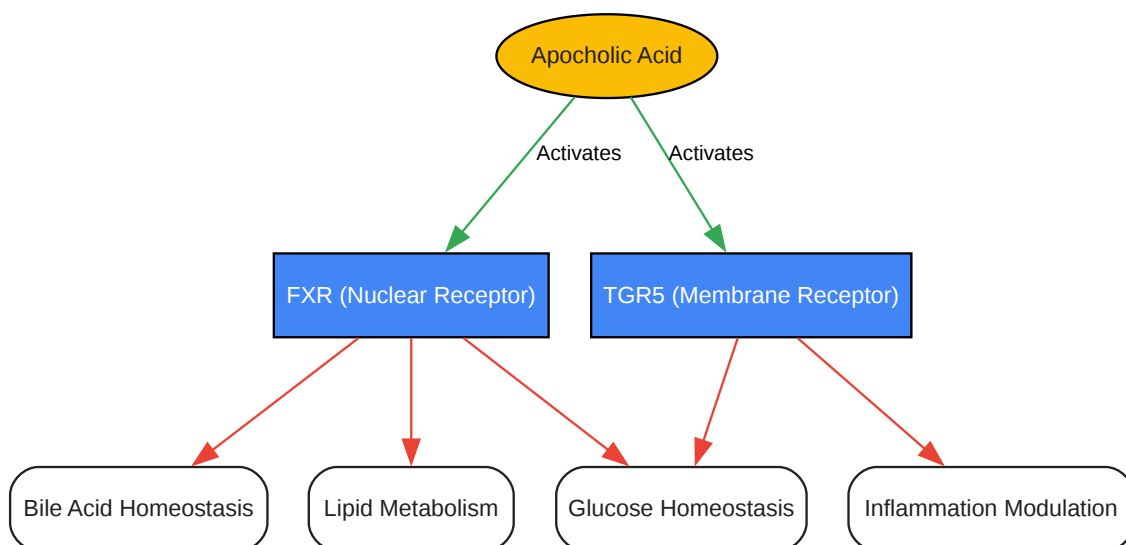 Apocholic Acid
Activates
Activates
FXR (Nuclear Receptor)
TGR5 (Membrane Receptor)
Bile Acid Homeostasis
Lipid Metabolism
Glucose Homeostasis
Inflammation Modulation